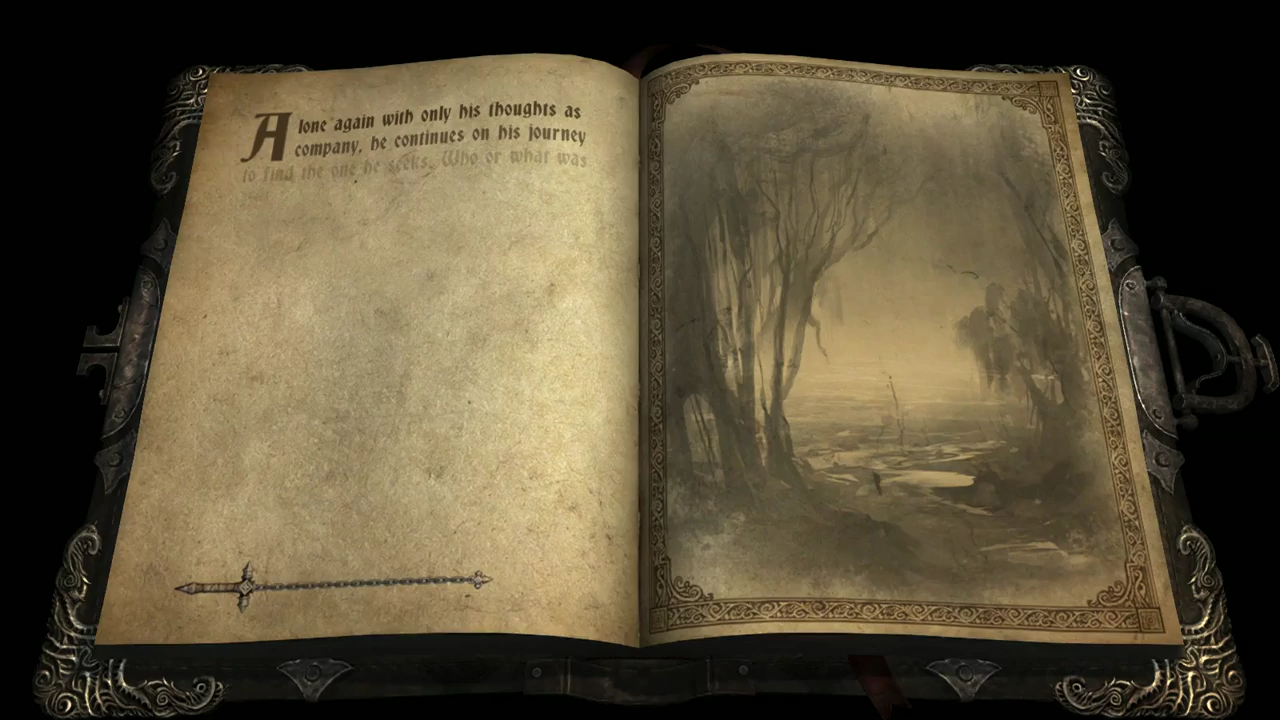 Alone again with only his thoughts as
company, he continues on his journey
to find the one he seeks. Who or what was